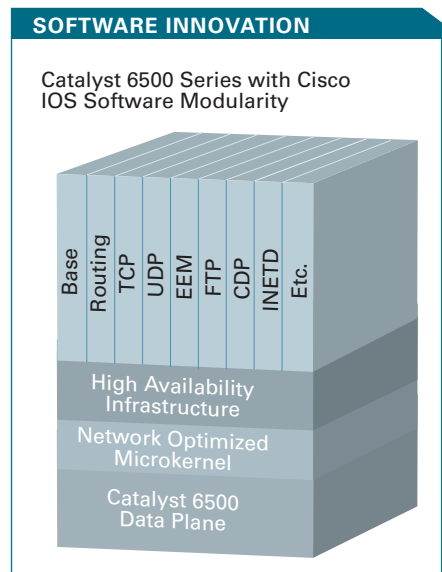 SOFTWARE INNOVATION
Catalyst 6500 Series with Cisco
IOS Software Modularity
Base
Routing
TCP
UDP
EEM
FTP
CDP
INETD
Etc.
High Availability
Infrastructure
Network Optimized
Microkernel
Catalyst 6500
Data Plane